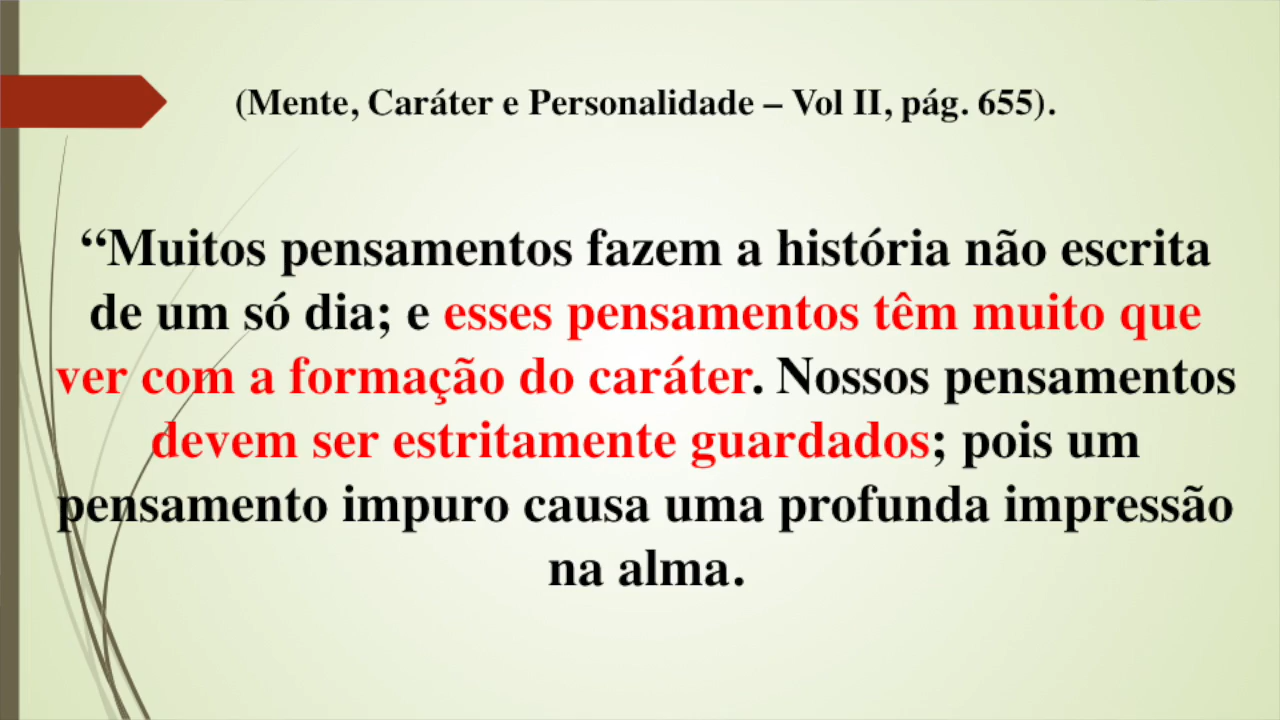 (Mente, Caráter e Personalidade – Vol II, pág. 655).
“Muitos pensamentos fazem a história não escrita
de um só dia; e esses pensamentos têm muito que
ver com a formação do caráter. Nossos pensamentos
devem ser estritamente guardados; pois um
pensamento impuro causa uma profunda impressão
na alma.